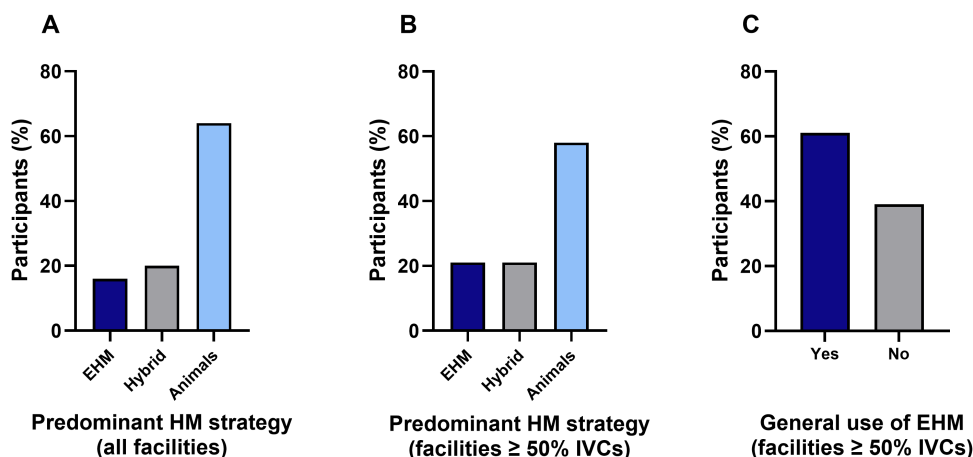 A
Participants (%)
80
60
40
20
0
EHM
Hybrid
Animals
Predominant HM strategy
(all facilities)
B
Participants (%)
80
60
40
20
0
EHM
Hybrid
Animals
Predominant HM strategy
(facilities ≥ 50% IVCs)
C
Participants (%)
80
60
40
20
0
Yes
No
General use of EHM
(facilities ≥ 50% IVCs)